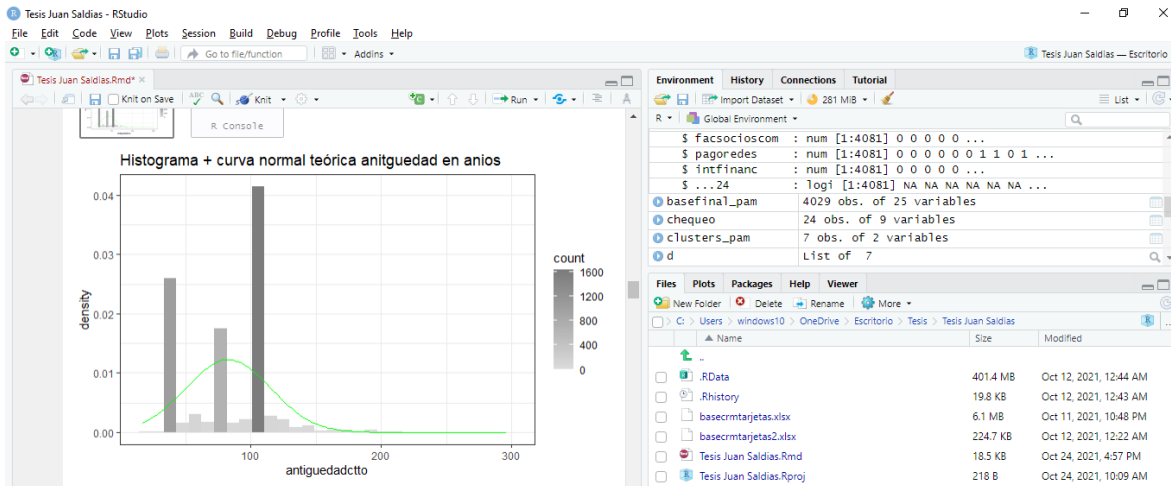 Tesis Juan Saldias - RStudio
File Edit Code View Plots Session Build Debug Profile Tools Help
Go to file/function Addins
Tesis Juan Saldias — Escritorio
Tesis Juan Saldias.Rmd*
Knit on Save ABC Knit Run
R Console
Histograma + curva normal teórica anitguedad en anios
density
0.04
0.03
0.02
0.01
0.00
100 200 300
antiguedadctto
count
1600
1200
800
400
0
Environment History Connections Tutorial
Import Dataset 281 MiB List
R Global Environment
$ facsocioscom : num [1:4081] 0 0 0 0 0 ...
$ pagoredes : num [1:4081] 0 0 0 0 0 0 1 1 0 1 ...
$ intfinanc : num [1:4081] 0 0 0 0 0 ...
$ ...24 : logi [1:4081] NA NA NA NA NA NA ...
basefinal_pam 4029 obs. of 25 variables
chequeo 24 obs. of 9 variables
clusters_pam 7 obs. of 2 variables
d List of 7
Files Plots Packages Help Viewer
New Folder Delete Rename More
C: > Users > windows10 > OneDrive > Escritorio > Tesis > Tesis Juan Saldias
Name Size Modified
..
.RData 401.4 MB Oct 12, 2021, 12:44 AM
.Rhistory 19.8 KB Oct 12, 2021, 12:43 AM
basecrmtarjetas.xlsx 6.1 MB Oct 11, 2021, 10:48 PM
basecrmtarjetas2.xlsx 224.7 KB Oct 12, 2021, 12:22 AM
Tesis Juan Saldias.Rmd 18.5 KB Oct 24, 2021, 4:57 PM
Tesis Juan Saldias.Rproj 218 B Oct 24, 2021, 10:09 AM